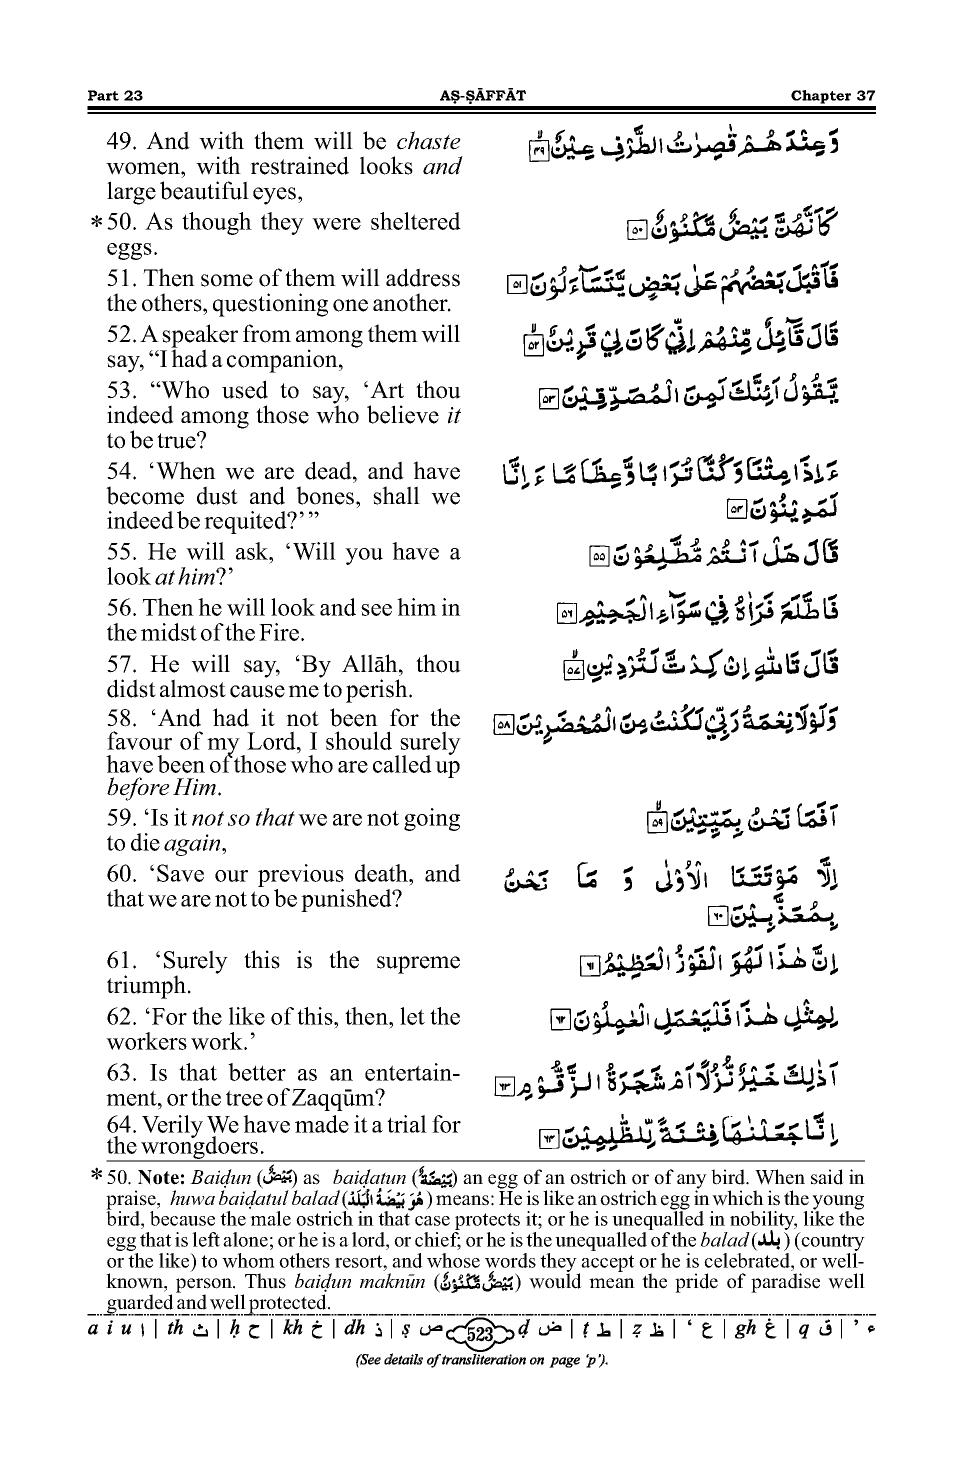 Part 23 AṢ-ṢĀFFĀT Chapter 37
49. And with them will be chaste
women, with restrained looks and
large beautiful eyes,
*50. As though they were sheltered
eggs.
51. Then some of them will address
the others, questioning one another.
52. A speaker from among them will
say, “I had a companion,
53. “Who used to say, ‘Art thou
indeed among those who believe it
to be true?
54. ‘When we are dead, and have
become dust and bones, shall we
indeed be requited?’ ”
55. He will ask, ‘Will you have a
look at him?’
56. Then he will look and see him in
the midst of the Fire.
57. He will say, ‘By Allāh, thou
didst almost cause me to perish.
58. ‘And had it not been for the
favour of my Lord, I should surely
have been of those who are called up
before Him.
59. ‘Is it not so that we are not going
to die again,
60. ‘Save our previous death, and
that we are not to be punished?
61. ‘Surely this is the supreme
triumph.
62. ‘For the like of this, then, let the
workers work.’
63. Is that better as an entertain-
ment, or the tree of Zaqqūm?
64. Verily We have made it a trial for
the wrongdoers.
وَعِنْدَهُمْ قٰصِرٰتُ الطَّرْفِ عِيْنٌ ۙ ٤٩
كَاَنَّهُنَّ بَيْضٌ مَّكْنُوْنٌ ٥٠
فَاَقْبَلَ بَعْضُهُمْ عَلٰى بَعْضٍ يَّتَسَآءَلُوْنَ ٥١
قَالَ قَآئِلٌ مِّنْهُمْ اِنِّيْ كَانَ لِيْ قَرِيْنٌ ۙ ٥٢
يَّقُوْلُ اَئِنَّكَ لَمِنَ الْمُصَدِّقِيْنَ ٥٣
ءَاِذَا مِتْنَا وَكُنَّا تُرَابًا وَّعِظَامًا ءَاِنَّا
لَمَدِيْنُوْنَ ٥٤
قَالَ هَلْ اَنْتُمْ مُّطَّلِعُوْنَ ٥٥
فَاطَّلَعَ فَرَاٰهُ فِيْ سَوَآءِ الْجَحِيْمِ ٥٦
قَالَ تَاللّٰهِ اِنْ كِدْتَّ لَتُرْدِيْنِ ۙ ٥٧
وَلَوْلَا نِعْمَةُ رَبِّيْ لَكُنْتُ مِنَ الْمُحْضَرِيْنَ ٥٨
اَفَمَا نَحْنُ بِمَيِّتِيْنَ ۙ ٥٩
اِلَّا مَوْتَتَنَا الْاُوْلٰى وَمَا نَحْنُ
بِمُعَذَّبِيْنَ ٦٠
اِنَّ هٰذَا لَهُوَ الْفَوْزُ الْعَظِيْمُ ٦١
لِمِثْلِ هٰذَا فَلْيَعْمَلِ الْعٰمِلُوْنَ ٦٢
اَذٰلِكَ خَيْرٌ نُّزُلًا اَمْ شَجَرَةُ الزَّقُّوْمِ ٦٣
اِنَّا جَعَلْنٰهَا فِتْنَةً لِّلظّٰلِمِيْنَ ٦٤
*50. Note: Baiḍun (بَيْضٌ) as baiḍatun (بَيْضَةٌ) an egg of an ostrich or of any bird. When said in
praise, huwa baiḍatul balad (هُوَ بَيْضَةُ الْبَلَدِ) means: He is like an ostrich egg in which is the young
bird, because the male ostrich in that case protects it; or he is unequalled in nobility, like the
egg that is left alone; or he is a lord, or chief; or he is the unequalled of the balad (بلد) (country
or the like) to whom others resort, and whose words they accept or he is celebrated, or well-
known, person. Thus baiḍun maknūn (بَيْضٌ مَّكْنُوْنٌ) would mean the pride of paradise well
guarded and well protected.
a i u ا | th ث | ḥ ح | kh خ | dh ذ | ṣ ص 523 ḍ ض | ṭ ط | ẓ ظ | ‘ ع | gh غ | q ق | ’ ء
(See details of transliteration on page ‘p’).